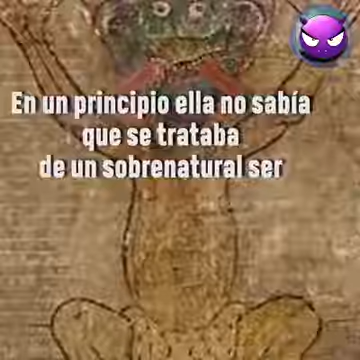 En un principio ella no sabía
que se trataba
de un sobrenatural ser